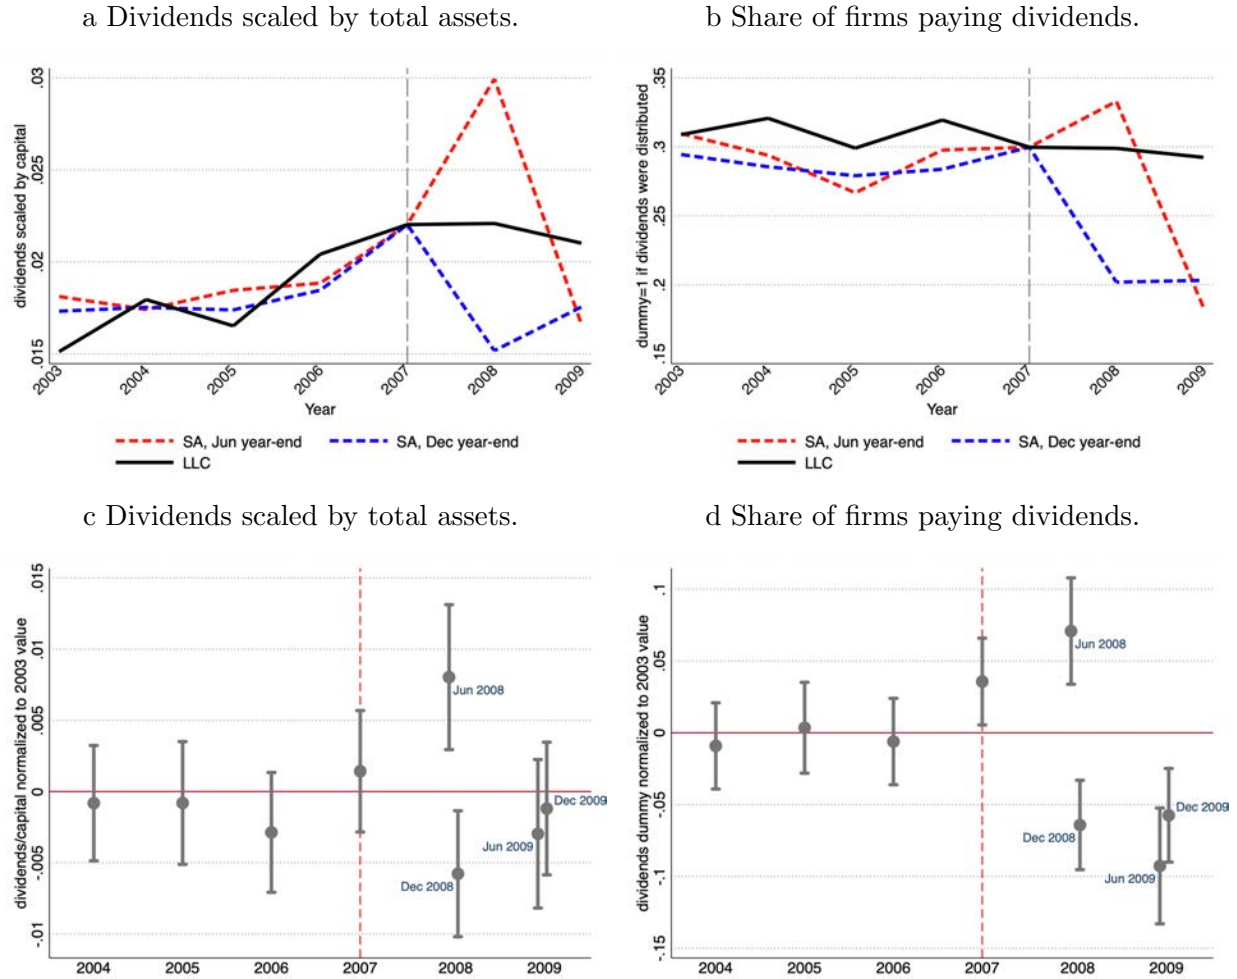 a Dividends scaled by total assets.
dividends scaled by capital
.03
.025
.02
.015
2003 2004 2005 2006 2007 2008 2009
Year
SA, Jun year-end SA, Dec year-end
LLC
b Share of firms paying dividends.
dummy=1 if dividends were distributed
.35
.3
.25
.2
.15
2003 2004 2005 2006 2007 2008 2009
Year
SA, Jun year-end SA, Dec year-end
LLC
c Dividends scaled by total assets.
dividends/capital normalized to 2003 value
.015
.010
.005
0
-.005
-.01
Jun 2008
Dec 2009
Jun 2009
Dec 2008
2004 2005 2006 2007 2008 2009
d Share of firms paying dividends.
dividends dummy normalized to 2003 value
.1
.05
0
-.05
-.1
-.15
Jun 2008
Dec 2009
Dec 2008
Jun 2009
2004 2005 2006 2007 2008 2009